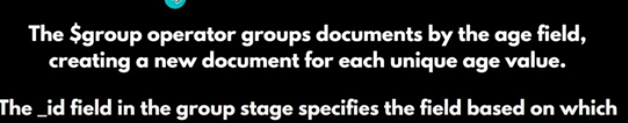 The $group operator groups documents by the age field,
creating a new document for each unique age value.
The _id field in the group stage specifies the field based on which